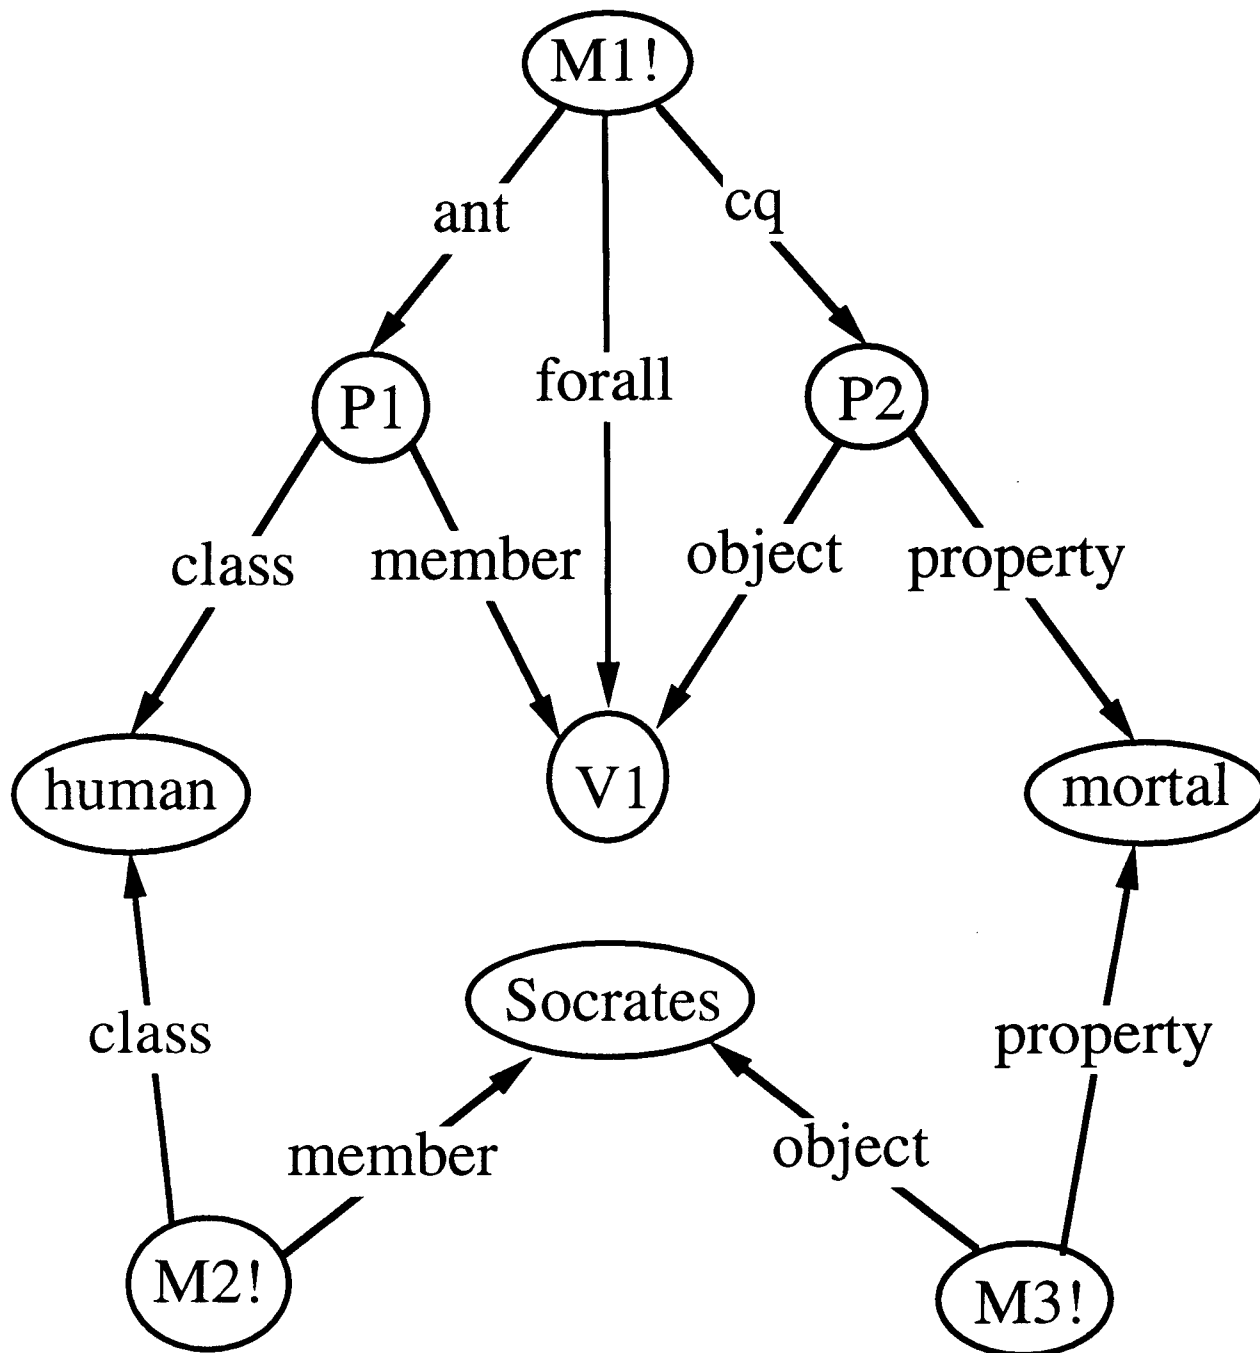 M1!
ant
cq
forall
P1
P2
class
member
object
property
human
V1
mortal
Socrates
class
property
member
object
M2!
M3!